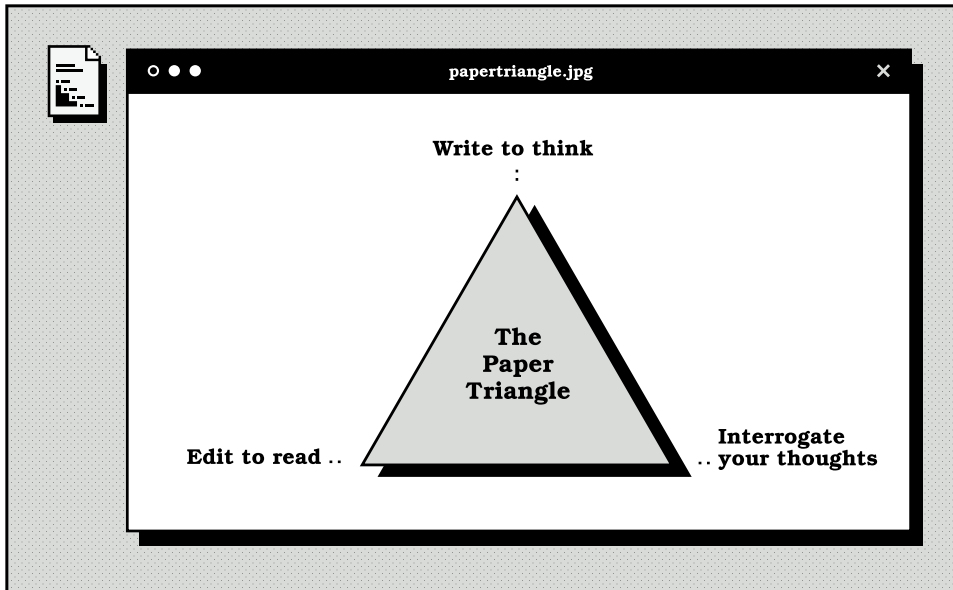 papertriangle.jpg
Write to think
The
Paper
Triangle
Edit to read
Interrogate
your thoughts